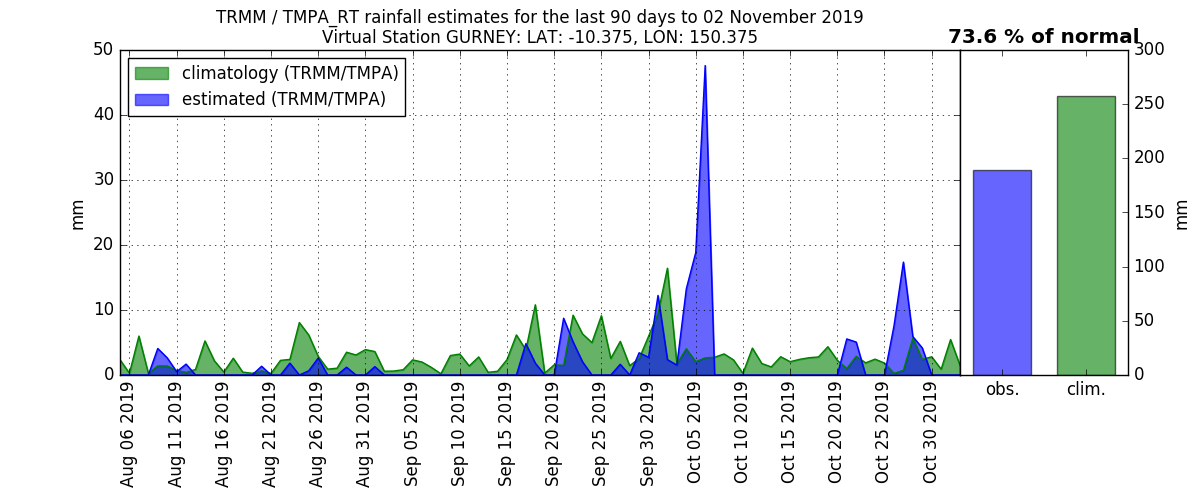 TRMM / TMPA_RT rainfall estimates for the last 90 days to 02 November 2019
Virtual Station GURNEY: LAT: -10.375, LON: 150.375
73.6 % of normal
climatology (TRMM/TMPA)
estimated (TRMM/TMPA)
50
40
30
20
10
0
mm
Aug 06 2019
Aug 11 2019
Aug 16 2019
Aug 21 2019
Aug 26 2019
Aug 31 2019
Sep 05 2019
Sep 10 2019
Sep 15 2019
Sep 20 2019
Sep 25 2019
Sep 30 2019
Oct 05 2019
Oct 10 2019
Oct 15 2019
Oct 20 2019
Oct 25 2019
Oct 30 2019
obs.
clim.
300
250
200
150
100
50
0
mm